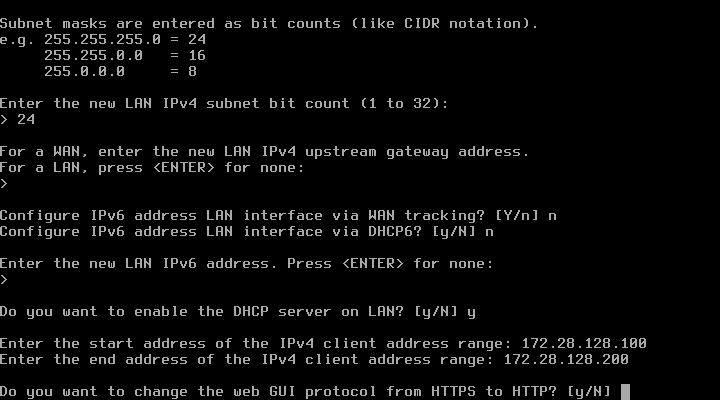 Subnet masks are entered as bit counts (like CIDR notation).
e.g. 255.255.255.0 = 24
     255.255.0.0   = 16
     255.0.0.0     = 8
Enter the new LAN IPv4 subnet bit count (1 to 32):
> 24
For a WAN, enter the new LAN IPv4 upstream gateway address.
For a LAN, press <ENTER> for none:
>
Configure IPv6 address LAN interface via WAN tracking? [Y/n] n
Configure IPv6 address LAN interface via DHCP6? [y/N] n
Enter the new LAN IPv6 address. Press <ENTER> for none:
>
Do you want to enable the DHCP server on LAN? [y/N] y
Enter the start address of the IPv4 client address range: 172.28.128.100
Enter the end address of the IPv4 client address range: 172.28.128.200
Do you want to change the web GUI protocol from HTTPS to HTTP? [y/N]